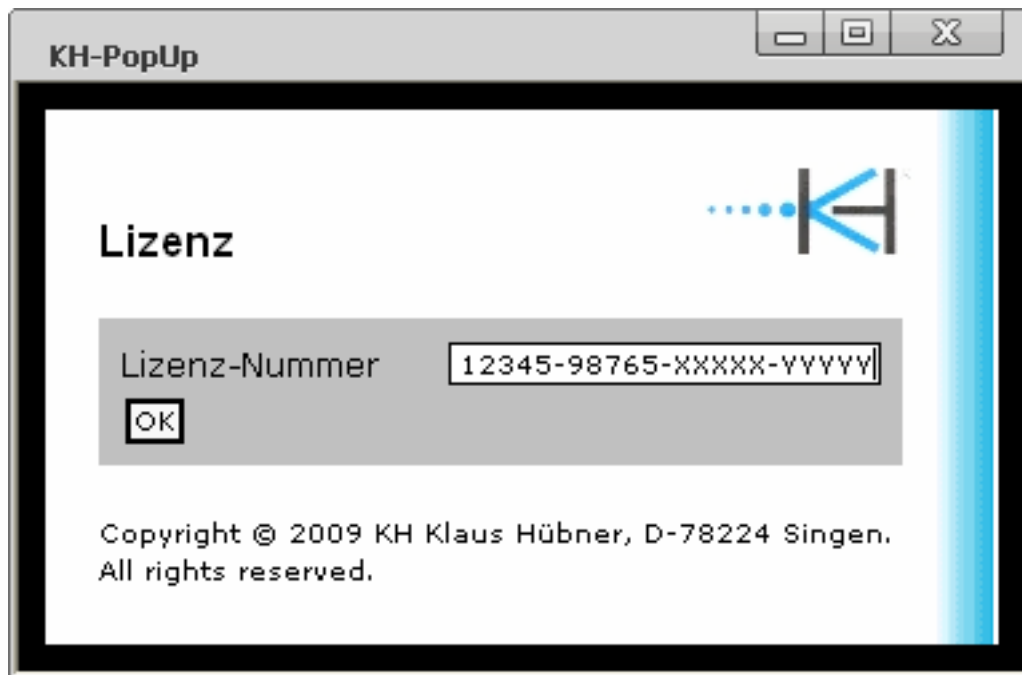 KH-PopUp
KH
Lizenz
Lizenz-Nummer 12345-98765-XXXXX-YYYYY
OK
Copyright © 2009 KH Klaus Hübner, D-78224 Singen.
All rights reserved.